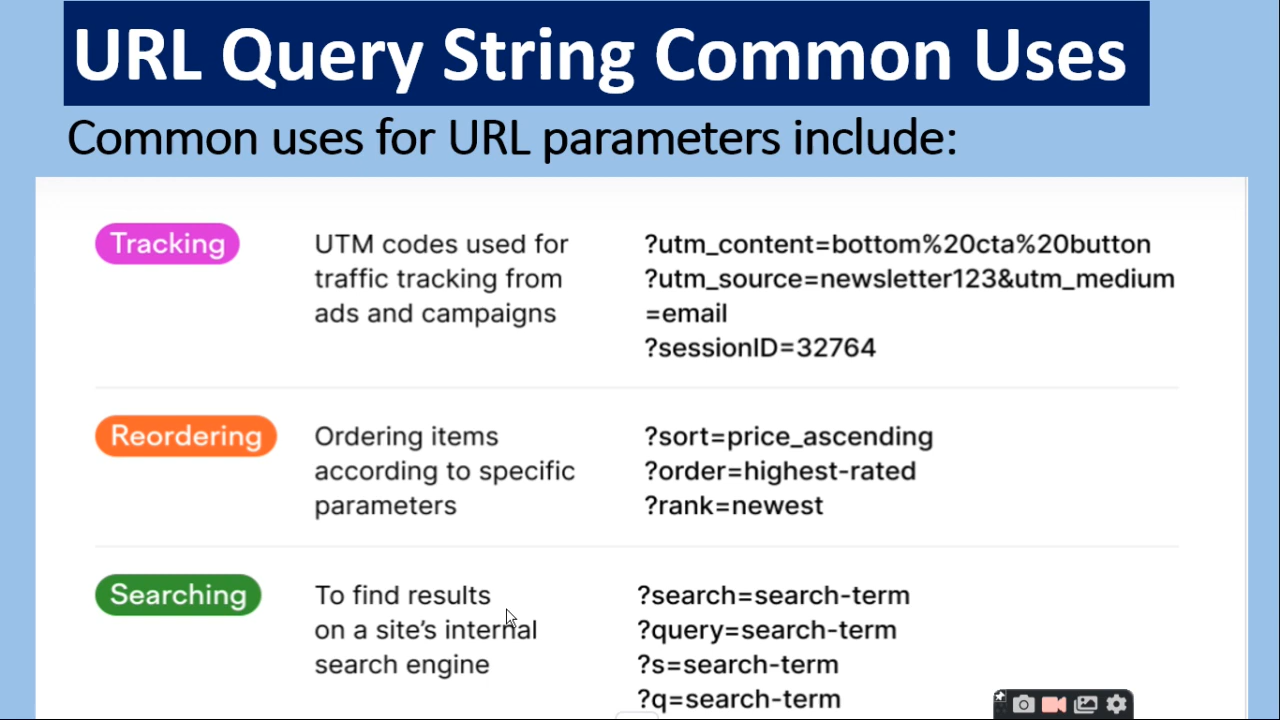 URL Query String Common Uses
Common uses for URL parameters include:
Tracking
UTM codes used for
traffic tracking from
ads and campaigns
?utm_content=bottom%20cta%20button
?utm_source=newsletter123&utm_medium
=email
?sessionID=32764
Reordering
Ordering items
according to specific
parameters
?sort=price_ascending
?order=highest-rated
?rank=newest
Searching
To find results
on a site’s internal
search engine
?search=search-term
?query=search-term
?s=search-term
?q=search-term